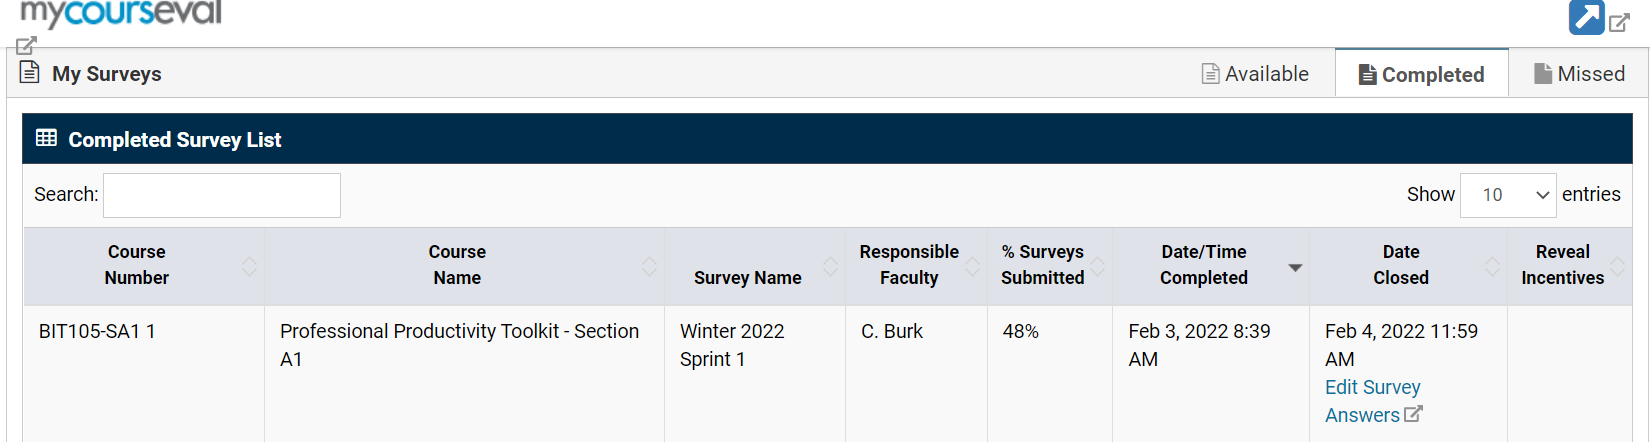 mycourseval
My Surveys
Available
Completed
Missed
Completed Survey List
Search:
Show 10 entries
Course Number
Course Name
Survey Name
Responsible Faculty
% Surveys Submitted
Date/Time Completed
Date Closed
Reveal Incentives
BIT105-SA1 1
Professional Productivity Toolkit - Section
A1
Winter 2022
Sprint 1
C. Burk
48%
Feb 3, 2022 8:39
AM
Feb 4, 2022 11:59
AM
Edit Survey
Answers